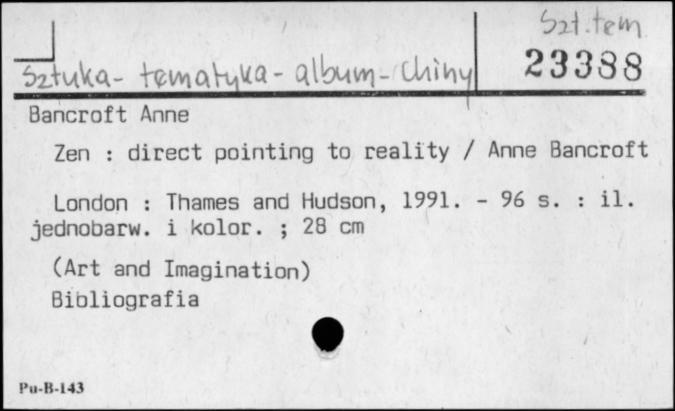 Szt. tem
23388
Sztuka - tematyka - album - Chiny
Bancroft Anne
Zen : direct pointing to reality / Anne Bancroft
London : Thames and Hudson, 1991. - 96 s. : il.
jednobarw. i kolor. ; 28 cm
(Art and Imagination)
Bibliografia
Pu-B-143